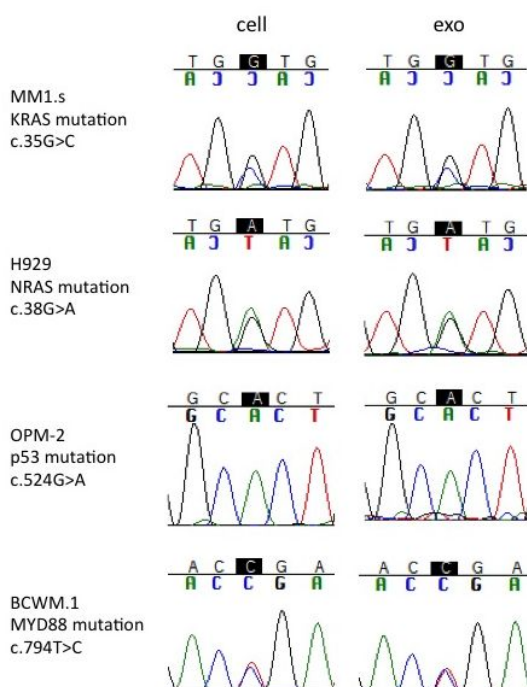 cell exo
T G G T G T G G T G
A C C A C A C C A C
MM1.s
KRAS mutation
c.35G>C
T G A T G T G A T G
A C T A C A C T A C
H929
NRAS mutation
c.38G>A
G C A C T G C A C T
G C A C T G C A C T
OPM-2
p53 mutation
c.524G>A
A C C G A A C C G A
A C C G A A C C G A
BCWM.1
MYD88 mutation
c.794T>C